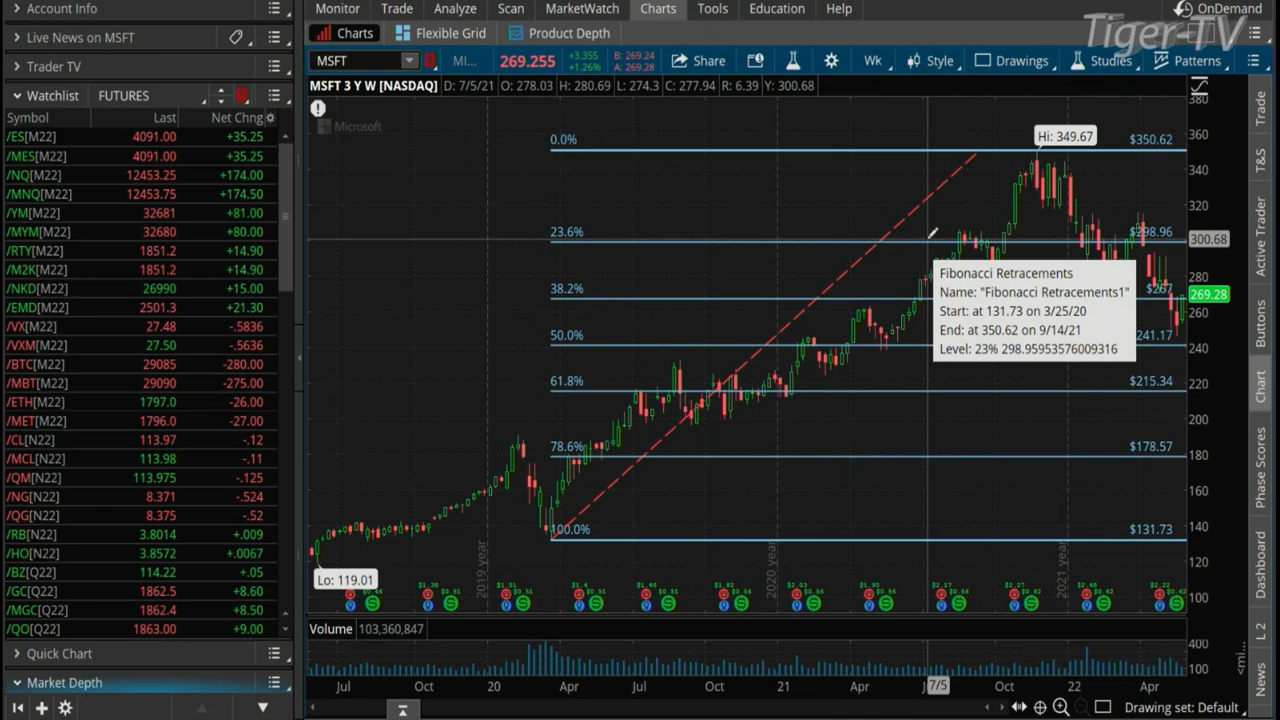 Account Info
Monitor Trade Analyze Scan MarketWatch Charts Tools Education Help
OnDemand
Tiger-TV
Live News on MSFT
Charts Flexible Grid Product Depth
Trader TV
MSFT MI... 269.255 +3.355 +1.26% B: 269.24 A: 269.28 Share Wk Style Drawings Studies Patterns
Watchlist FUTURES
MSFT 3 Y W [NASDAQ] D: 7/5/21 O: 278.03 H: 280.69 L: 274.3 C: 277.94 R: 6.39 Y: 300.68
Symbol Last Net Chng
/ES[M22] 4091.00 +35.25
/MES[M22] 4091.00 +35.25
/NQ[M22] 12453.25 +174.00
/MNQ[M22] 12453.75 +174.50
/YM[M22] 32681 +81.00
/MYM[M22] 32680 +80.00
/RTY[M22] 1851.2 +14.90
/M2K[M22] 1851.2 +14.90
/NKD[M22] 26990 +15.00
/EMD[M22] 2501.3 +21.30
/VX[M22] 27.48 -.5836
/VXM[M22] 27.50 -.5636
/BTC[M22] 29085 -280.00
/MBT[M22] 29090 -275.00
/ETH[M22] 1797.0 -26.00
/MET[M22] 1796.0 -27.00
/CL[N22] 113.97 -.12
/MCL[N22] 113.98 -.11
/QM[N22] 113.975 -.125
/NG[N22] 8.371 -.524
/QG[N22] 8.375 -.52
/RB[N22] 3.8014 +.009
/HO[N22] 3.8572 +.0067
/BZ[Q22] 114.22 +.05
/GC[Q22] 1862.5 +8.60
/MGC[Q22] 1862.4 +8.50
/QO[Q22] 1863.00 +9.00
Quick Chart
Market Depth
Microsoft
0.0% $350.62
Hi: 349.67
23.6% $298.96
38.2% $267
50.0% $241.17
61.8% $215.34
78.6% $178.57
100.0% $131.73
Fibonacci Retracements
Name: "Fibonacci Retracements1"
Start: at 131.73 on 3/25/20
End: at 350.62 on 9/14/21
Level: 23% 298.95953576009316
Lo: 119.01
2019 year
2020 year
2021 year
380
360
340
320
300.68
280
269.28
260
240
220
200
180
160
140
120
100
Volume 103,360,847
400
100
Jul Oct 20 Apr Jul Oct 21 Apr 7/5 Oct 22 Apr
Drawing set: Default
Trade
T&S
Active Trader
Buttons
Chart
Phase Scores
Dashboard
L 2
News